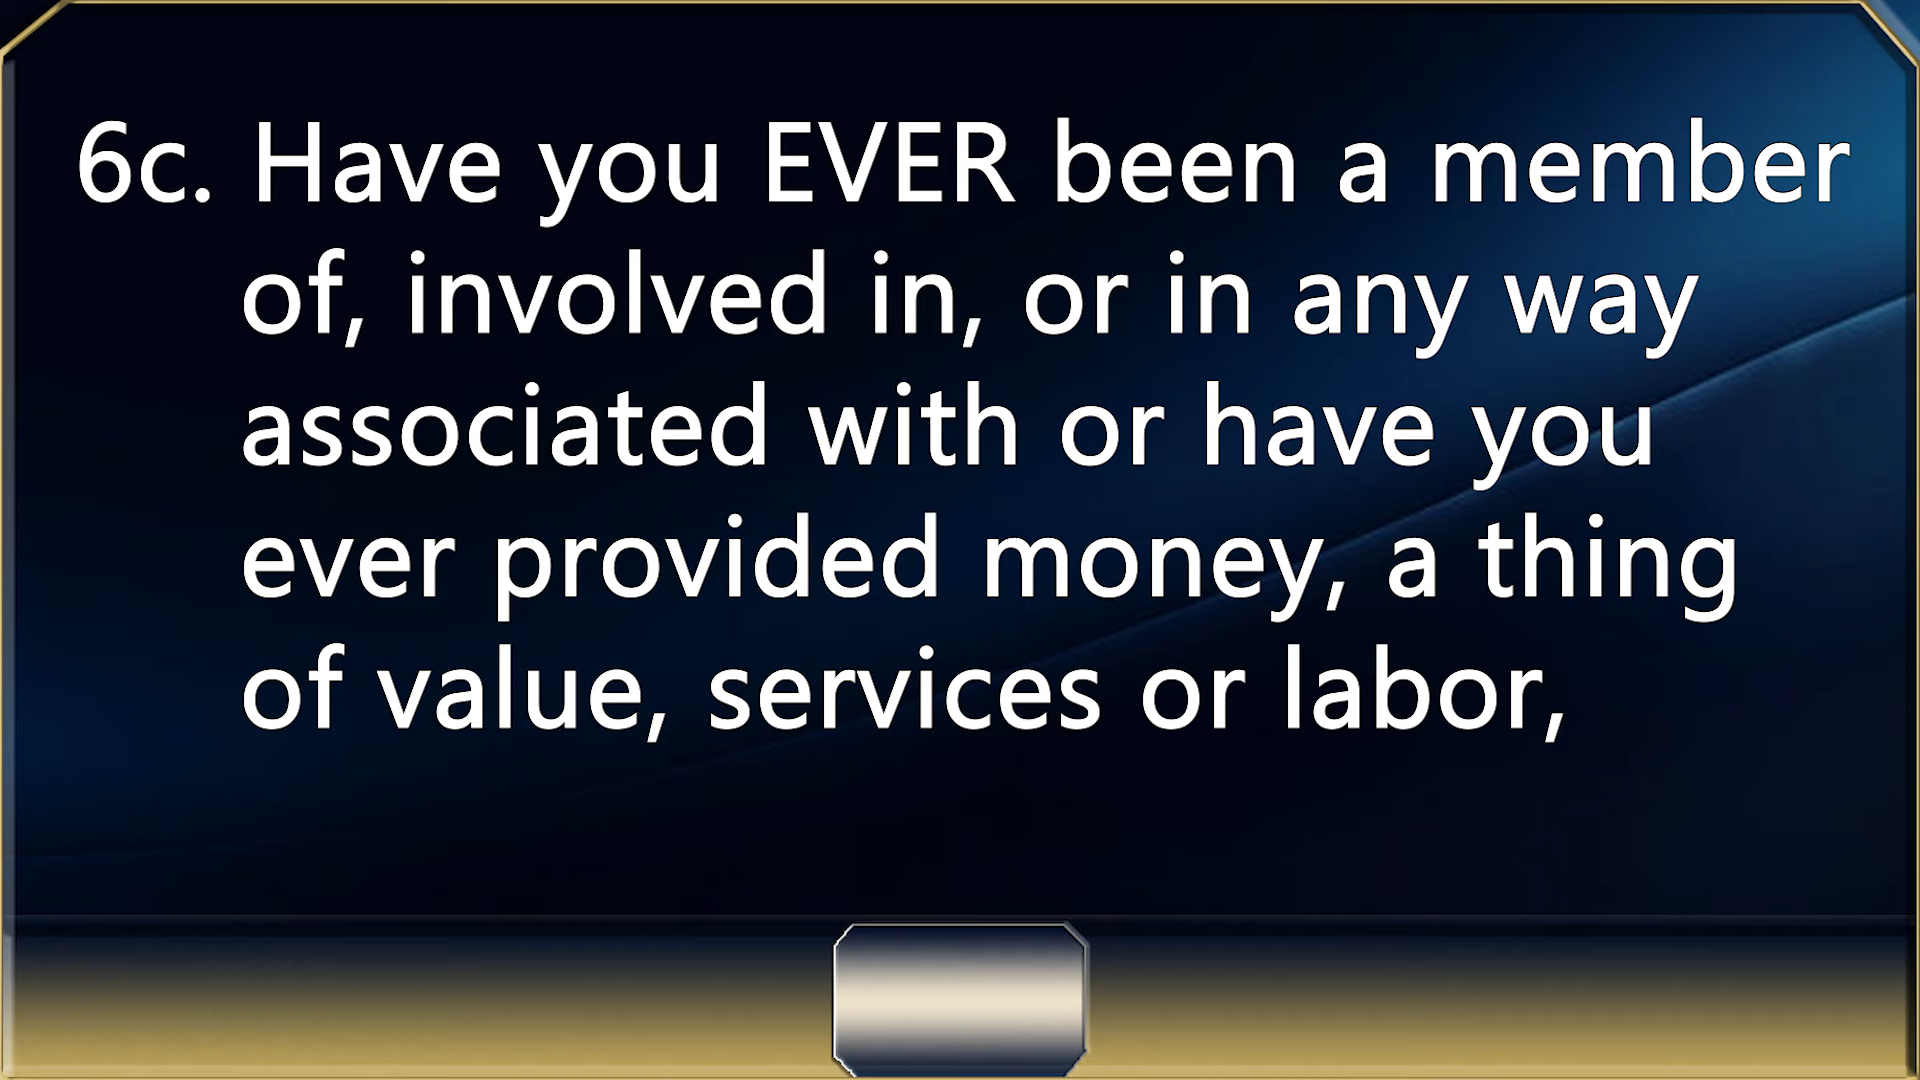 6c. Have you EVER been a member
of, involved in, or in any way
associated with or have you
ever provided money, a thing
of value, services or labor,